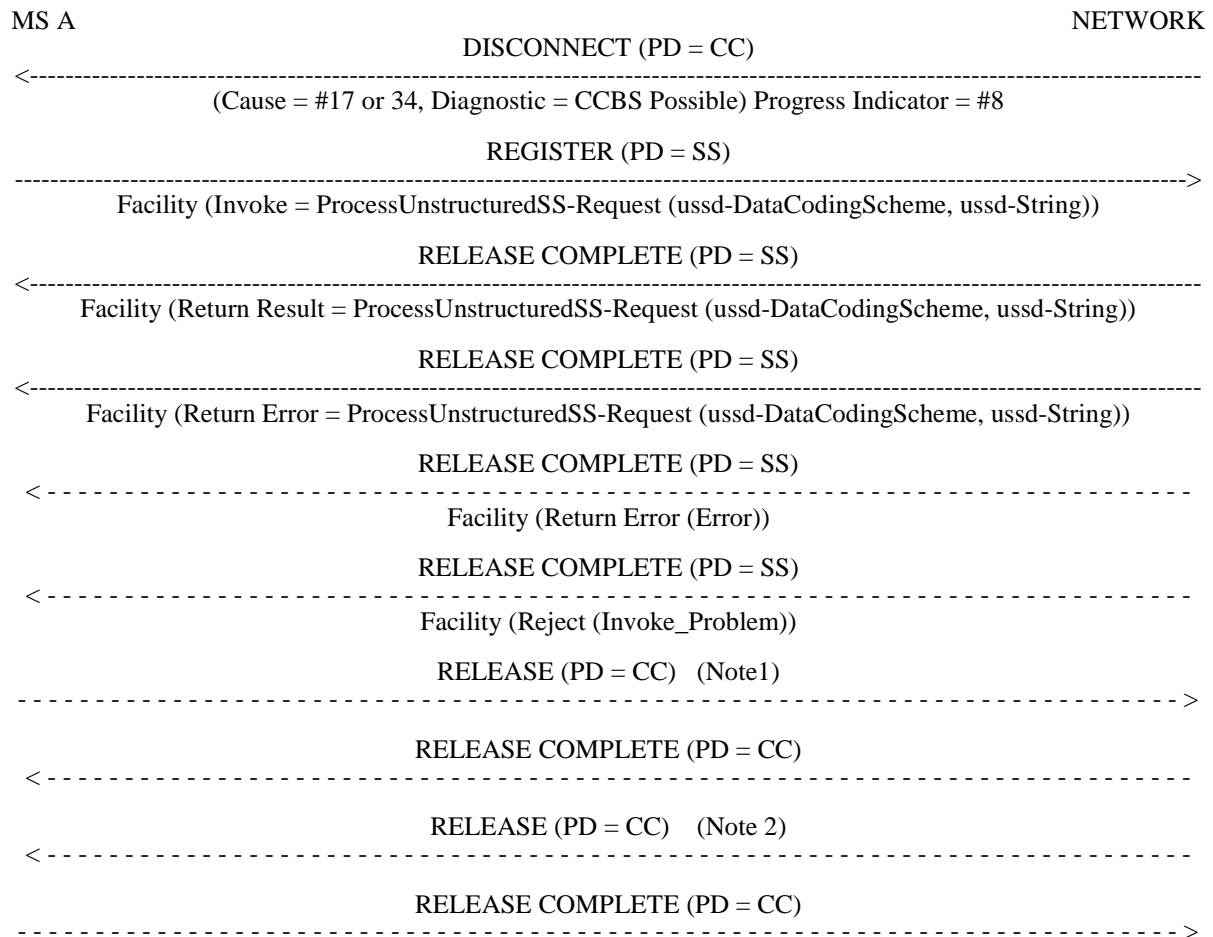 MS A NETWORK
DISCONNECT (PD = CC)
(Cause = #17 or 34, Diagnostic = CCBS Possible) Progress Indicator = #8
REGISTER (PD = SS)
Facility (Invoke = ProcessUnstructuredSS-Request (ussd-DataCodingScheme, ussd-String))
RELEASE COMPLETE (PD = SS)
Facility (Return Result = ProcessUnstructuredSS-Request (ussd-DataCodingScheme, ussd-String))
RELEASE COMPLETE (PD = SS)
Facility (Return Error = ProcessUnstructuredSS-Request (ussd-DataCodingScheme, ussd-String))
RELEASE COMPLETE (PD = SS)
Facility (Return Error (Error))
RELEASE COMPLETE (PD = SS)
Facility (Reject (Invoke_Problem))
RELEASE (PD = CC) (Note1)
RELEASE COMPLETE (PD = CC)
RELEASE (PD = CC) (Note 2)
RELEASE COMPLETE (PD = CC)